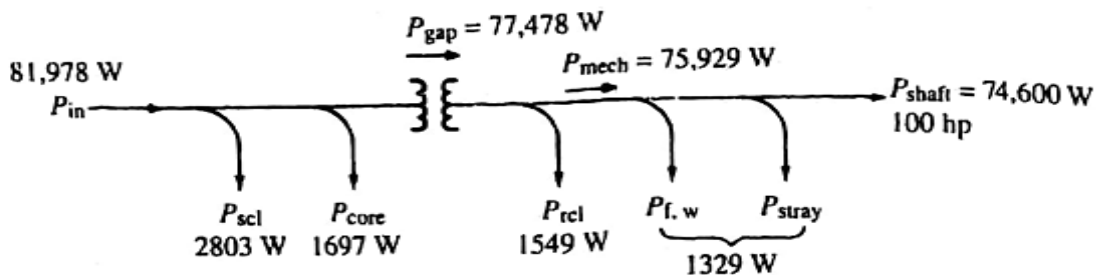 P_gap = 77,478 W
P_mech = 75,929 W
81,978 W
P_in
P_shaft = 74,600 W
100 hp
P_scl
2803 W
P_core
1697 W
P_rcl
1549 W
P_f, w
P_stray
1329 W